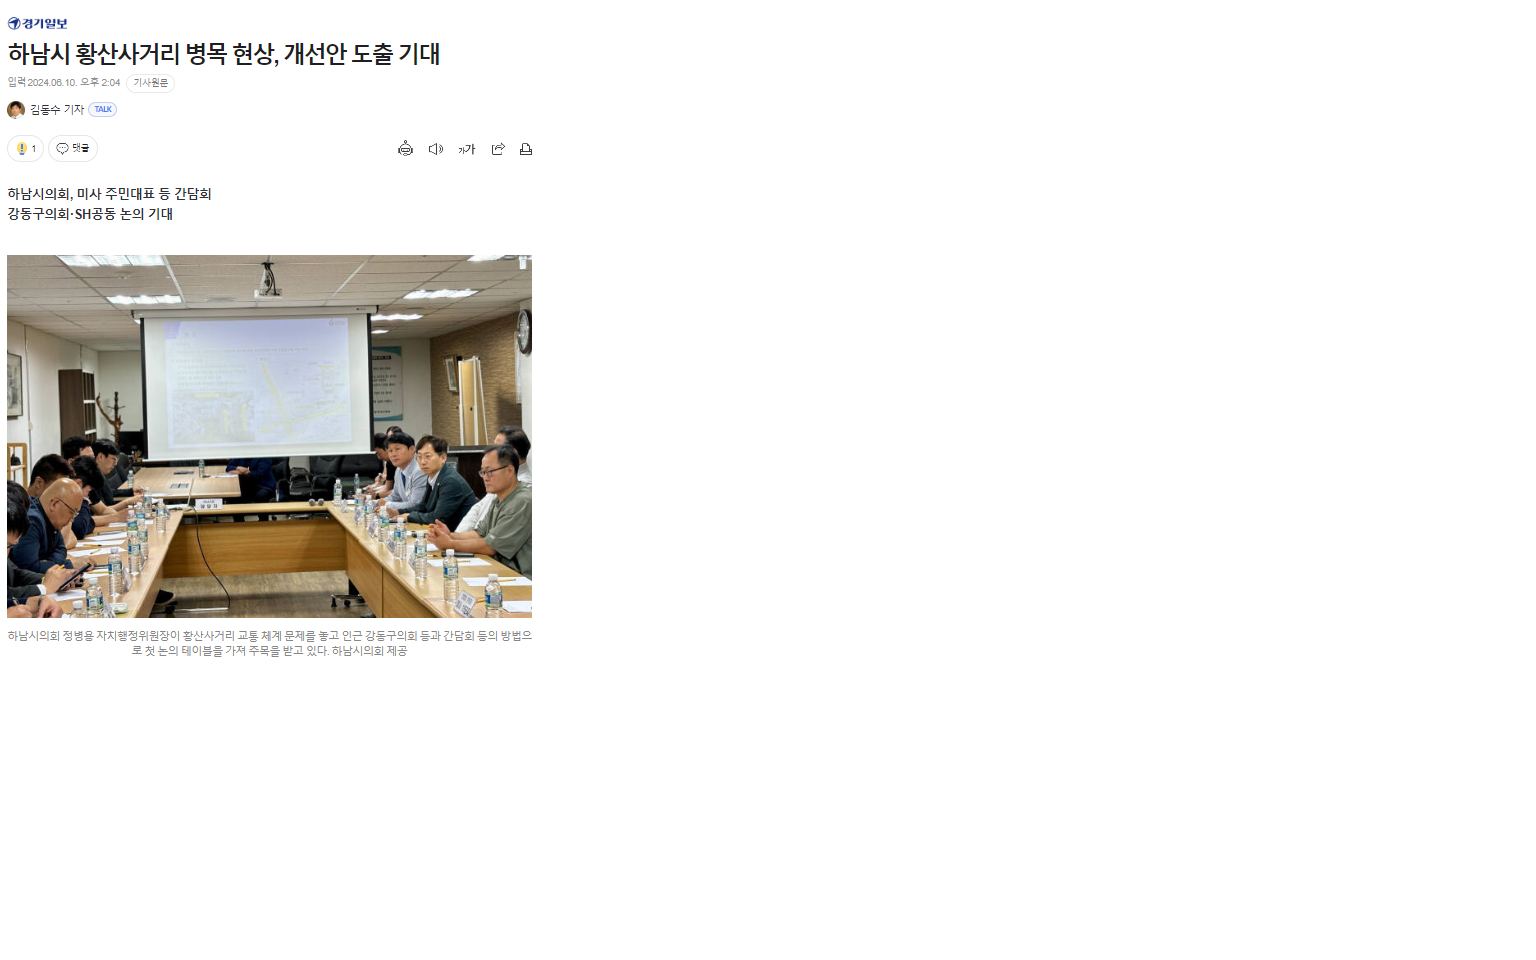 경기일보
하남시 황산사거리 병목 현상, 개선안 도출 기대
입력 2024.06.10. 오후 2:04 기사원문
김동수 기자 TALK
1 댓글
가가
하남시의회, 미사 주민대표 등 간담회
강동구의회·SH공동 논의 기대
하남시의회 정병용 자치행정위원장이 황산사거리 교통 체계 문제를 놓고 인근 강동구의회 등과 간담회 등의 방법으
로 첫 논의 테이블을 가져 주목을 받고 있다. 하남시의회 제공